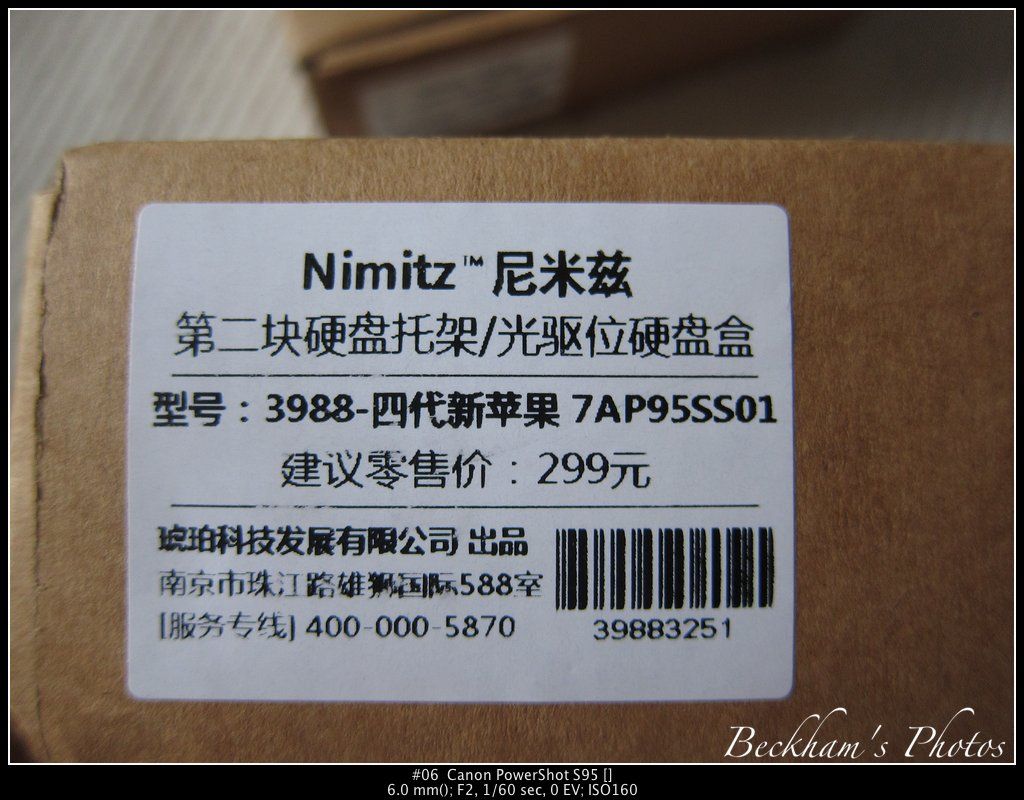 Nimitz™ 尼米兹
第二块硬盘托架/光驱位硬盘盒
型号：3988-四代新苹果 7AP95SS01
建议零售价：299元
琥珀科技发展有限公司 出品
南京市珠江路雄狮国际588室
[服务专线] 400-000-5870
39883251
Beckham's Photos
#06 Canon PowerShot S95 []
6.0 mm(); F2, 1/60 sec, 0 EV; ISO160